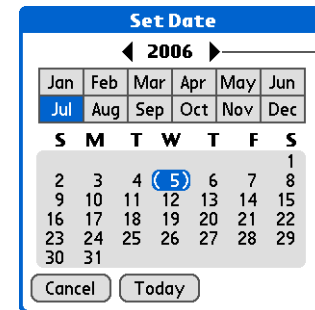 Set Date
2006
Jan Feb Mar Apr May Jun
Jul Aug Sep Oct Nov Dec
S M T W T F S
1
2 3 4 (5) 6 7 8
9 10 11 12 13 14 15
16 17 18 19 20 21 22
23 24 25 26 27 28 29
30 31
Cancel Today